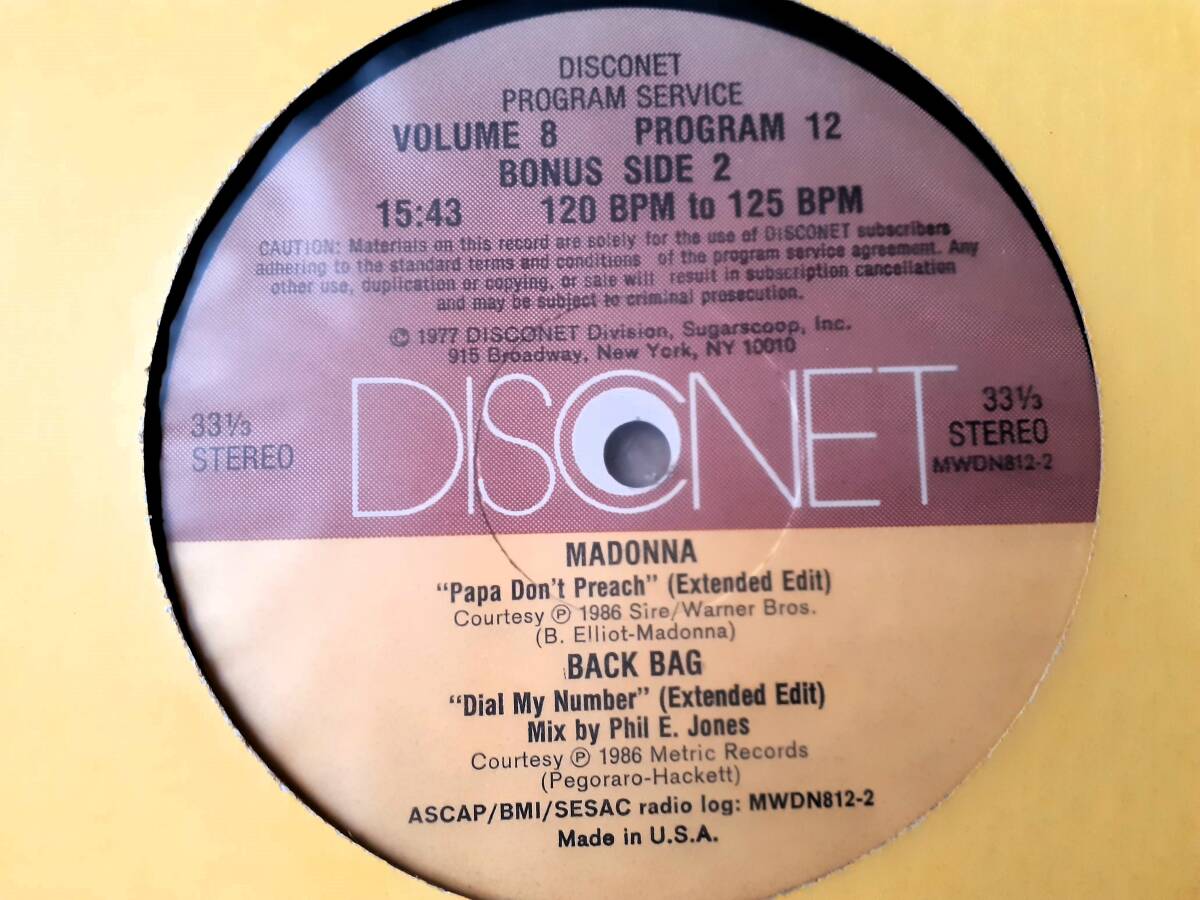 DISCONET
PROGRAM SERVICE
VOLUME 8 PROGRAM 12
BONUS SIDE 2
15:43 120 BPM to 125 BPM
CAUTION: Materials on this record are solely for the use of DISCONET subscribers
adhering to the standard terms and conditions of the program service agreement. Any
other use, duplication or copying, or sale will result in subscription cancellation
and may be subject to criminal prosecution.
© 1977 DISCONET Division, Sugarscoop, Inc.
915 Broadway, New York, NY 10010
33⅓
STEREO
DISCONET
33⅓
STEREO
MWDN812-2
MADONNA
“Papa Don't Preach” (Extended Edit)
Courtesy ℗ 1986 Sire/Warner Bros.
(B. Elliot-Madonna)
BACK BAG
“Dial My Number” (Extended Edit)
Mix by Phil E. Jones
Courtesy ℗ 1986 Metric Records
(Pegoraro-Hackett)
ASCAP/BMI/SESAC radio log: MWDN812-2
Made in U.S.A.